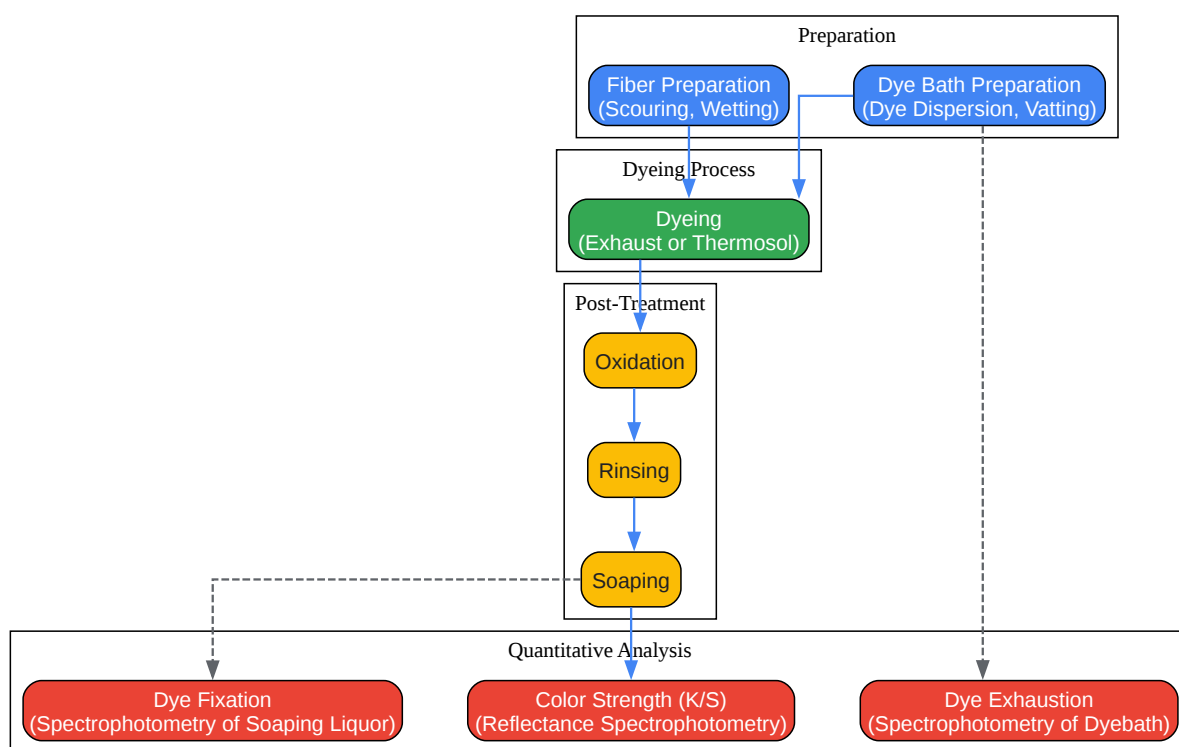 Preparation
Fiber Preparation
(Scouring, Wetting)
Dye Bath Preparation
(Dye Dispersion, Vatting)
Dyeing Process
Dyeing
(Exhaust or Thermosol)
Post-Treatment
Oxidation
Rinsing
Soaping
Quantitative Analysis
Dye Fixation
(Spectrophotometry of Soaping Liquor)
Color Strength (K/S)
(Reflectance Spectrophotometry)
Dye Exhaustion
(Spectrophotometry of Dyebath)